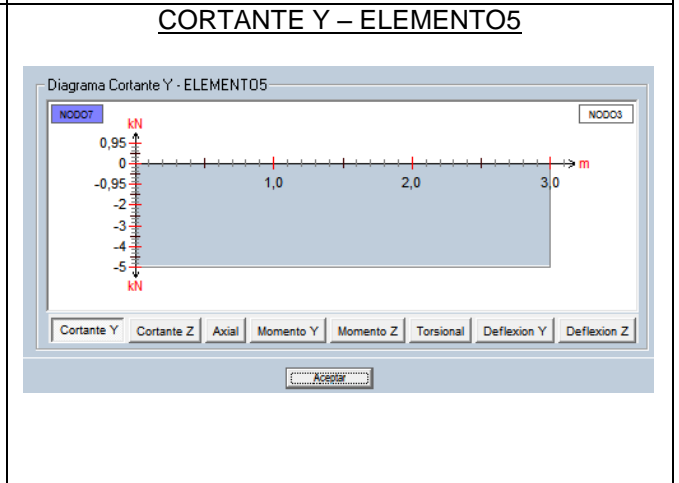 CORTANTE Y – ELEMENTO5
Diagrama Cortante Y - ELEMENTO5
NODO7
NODO3
kN
0,95
0
m
-0,95
1,0
2,0
3,0
-2
-3
-4
-5
kN
Cortante Y
Cortante Z
Axial
Momento Y
Momento Z
Torsional
Deflexion Y
Deflexion Z
Aceptar